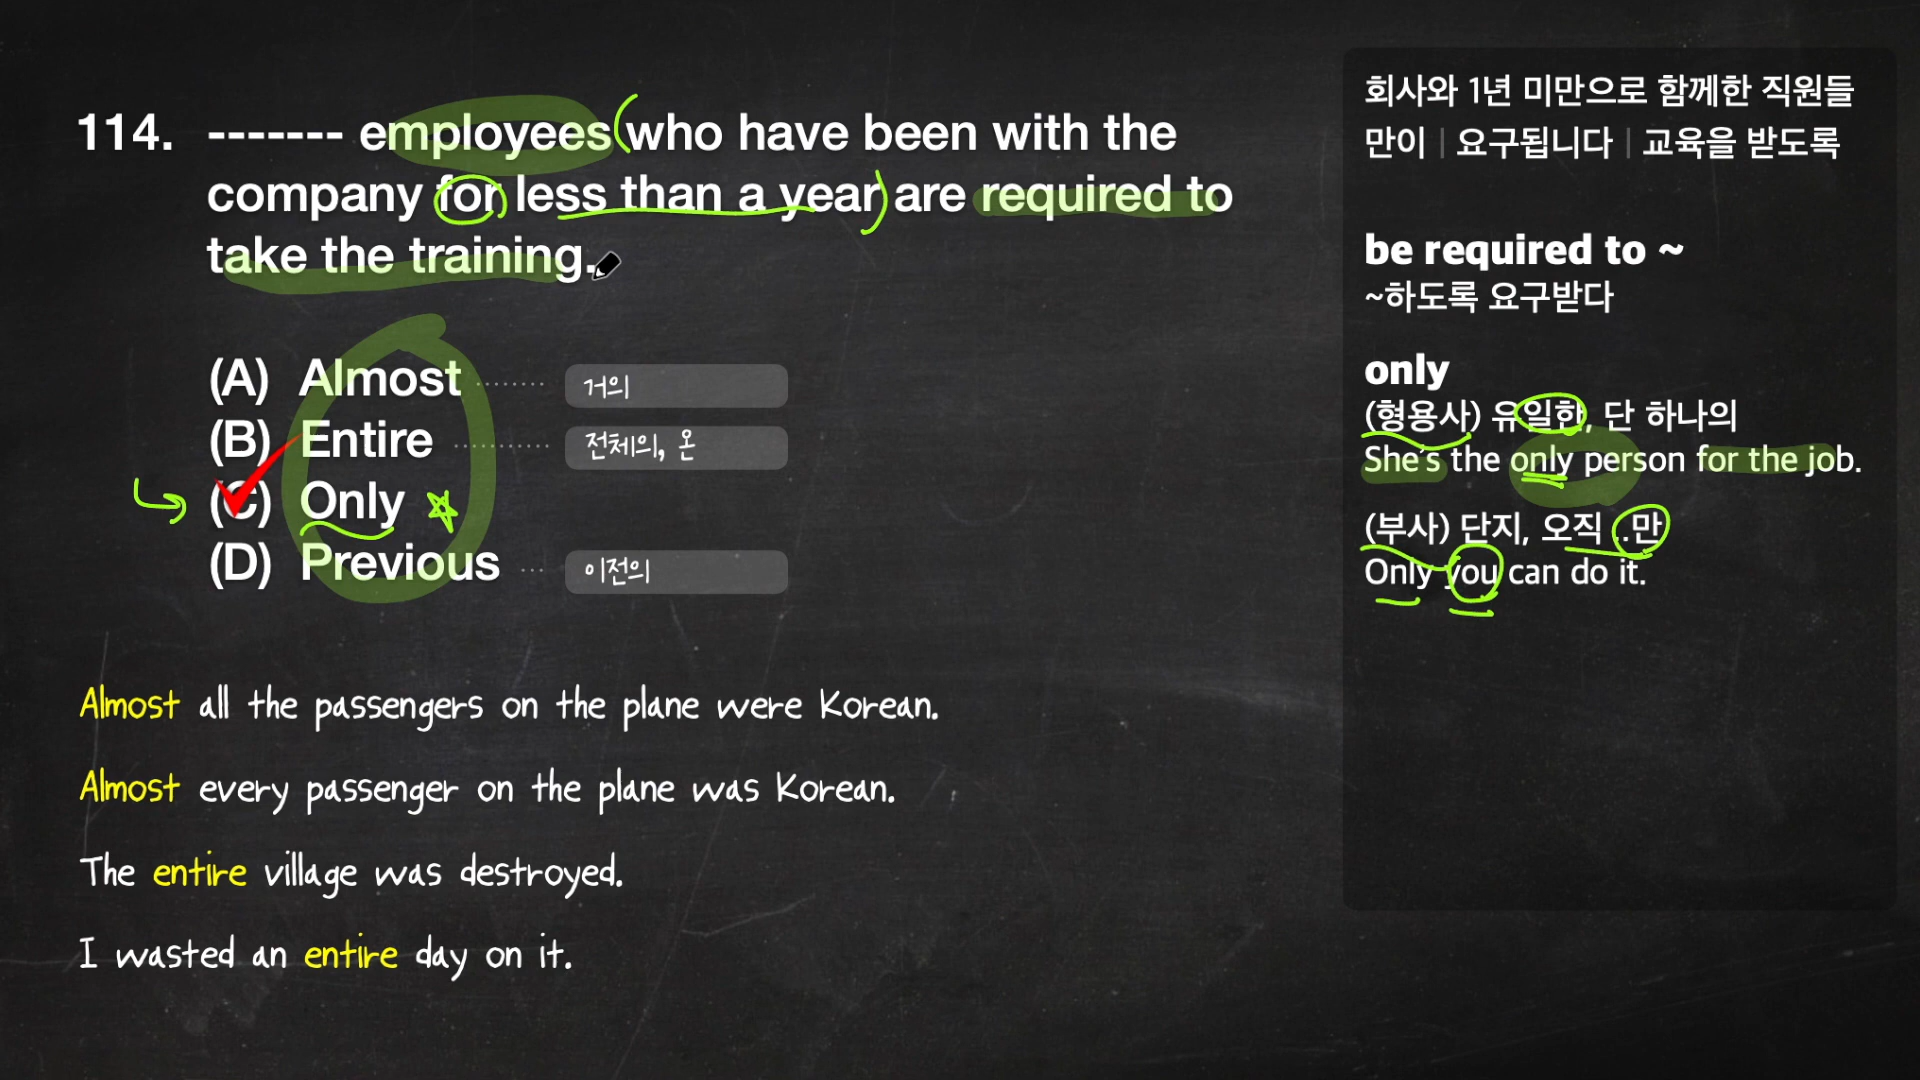 114. ------- employees who have been with the
company for less than a year are required to
take the training.
(A) Almost ········ 거의
(B) Entire ·········· 전체의, 온
(C) Only
(D) Previous ··· 이전의
Almost all the passengers on the plane were Korean.
Almost every passenger on the plane was Korean.
The entire village was destroyed.
I wasted an entire day on it.
회사와 1년 미만으로 함께한 직원들
만이 | 요구됩니다 | 교육을 받도록
be required to ~
~하도록 요구받다
only
(형용사) 유일한, 단 하나의
She's the only person for the job.
(부사) 단지, 오직 ..만
Only you can do it.